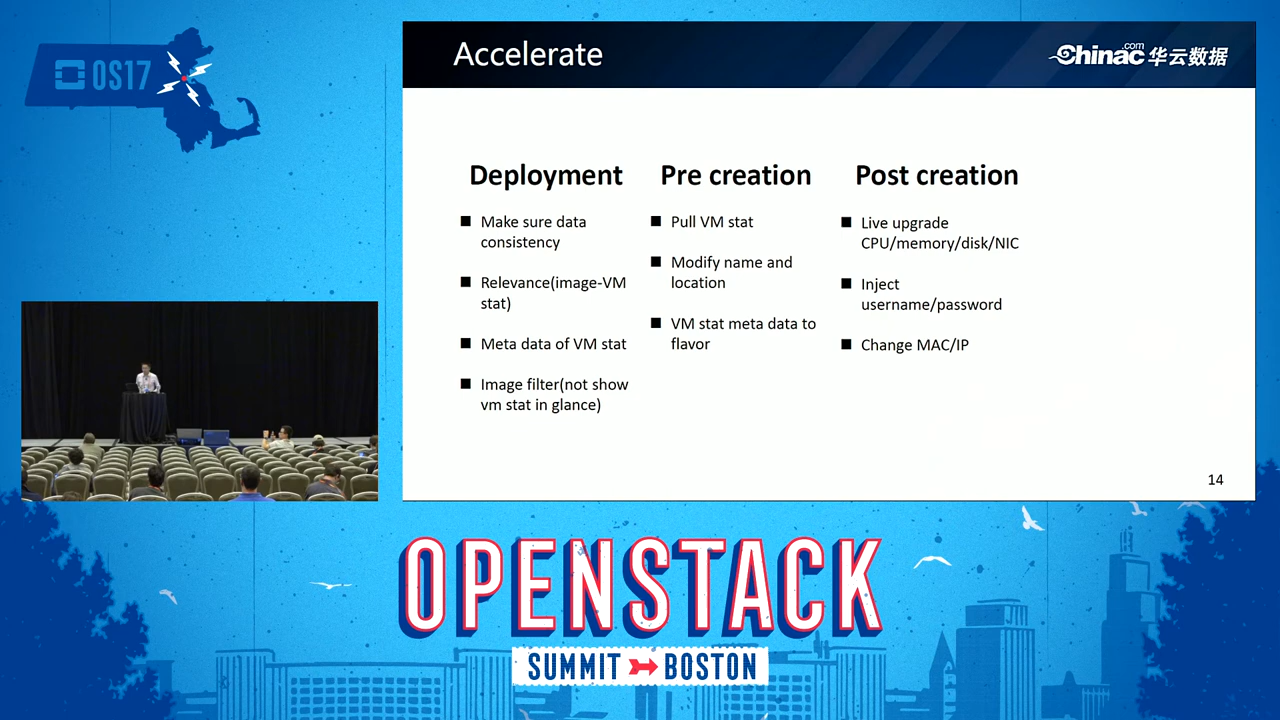 OS17
Accelerate
Chinac.com 华云数据
Deployment
Make sure data
consistency
Relevance(image-VM
stat)
Meta data of VM stat
Image filter(not show
vm stat in glance)
Pre creation
Pull VM stat
Modify name and
location
VM stat meta data to
flavor
Post creation
Live upgrade
CPU/memory/disk/NIC
Inject
username/password
Change MAC/IP
14
OPENSTACK
SUMMIT BOSTON